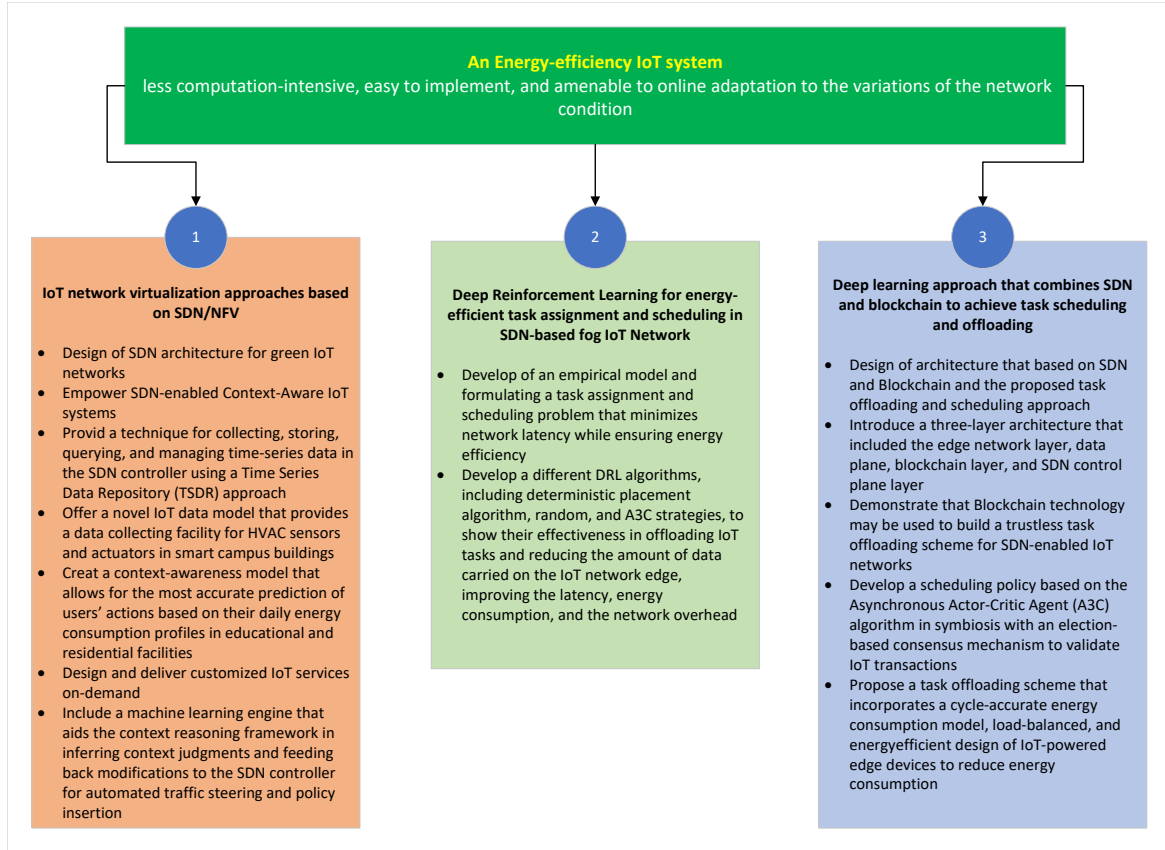 An Energy-efficiency IoT system
less computation-intensive, easy to implement, and amenable to online adaptation to the variations of the network
condition
1
IoT network virtualization approaches based
on SDN/NFV
• Design of SDN architecture for green IoT
networks
• Empower SDN-enabled Context-Aware IoT
systems
• Provid a technique for collecting, storing,
querying, and managing time-series data in
the SDN controller using a Time Series
Data Repository (TSDR) approach
• Offer a novel IoT data model that provides
a data collecting facility for HVAC sensors
and actuators in smart campus buildings
• Creat a context-awareness model that
allows for the most accurate prediction of
users’ actions based on their daily energy
consumption profiles in educational and
residential facilities
• Design and deliver customized IoT services
on-demand
• Include a machine learning engine that
aids the context reasoning framework in
inferring context judgments and feeding
back modifications to the SDN controller
for automated traffic steering and policy
insertion
2
Deep Reinforcement Learning for energy-
efficient task assignment and scheduling in
SDN-based fog IoT Network
• Develop of an empirical model and
formulating a task assignment and
scheduling problem that minimizes
network latency while ensuring energy
efficiency
• Develop a different DRL algorithms,
including deterministic placement
algorithm, random, and A3C strategies, to
show their effectiveness in offloading IoT
tasks and reducing the amount of data
carried on the IoT network edge,
improving the latency, energy
consumption, and the network overhead
3
Deep learning approach that combines SDN
and blockchain to achieve task scheduling
and offloading
• Design of architecture that based on SDN
and Blockchain and the proposed task
offloading and scheduling approach
• Introduce a three-layer architecture that
included the edge network layer, data
plane, blockchain layer, and SDN control
plane layer
• Demonstrate that Blockchain technology
may be used to build a trustless task
offloading scheme for SDN-enabled IoT
networks
• Develop a scheduling policy based on the
Asynchronous Actor-Critic Agent (A3C)
algorithm in symbiosis with an election-
based consensus mechanism to validate
IoT transactions
• Propose a task offloading scheme that
incorporates a cycle-accurate energy
consumption model, load-balanced, and
energyefficient design of IoT-powered
edge devices to reduce energy
consumption